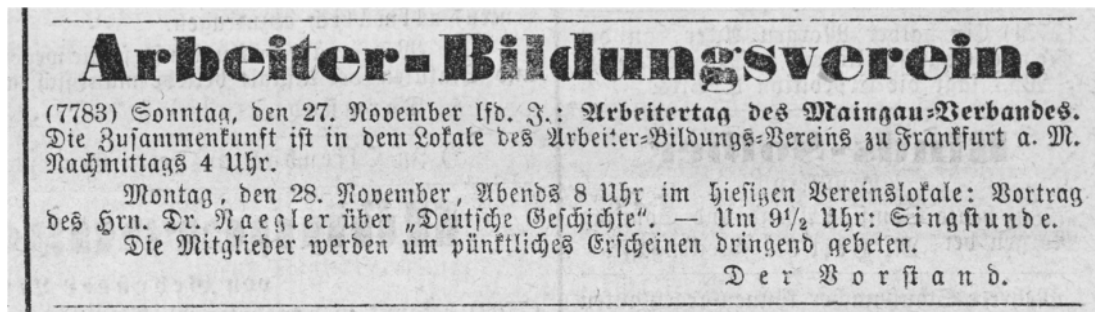 Arbeiter-Bildungsverein.
(7783) Sonntag, den 27. November lfd. J.: Arbeitertag des Maingau-Verbandes.
Die Zusammenkunft ist in dem Lokale des Arbeiter-Bildungs-Vereins zu Frankfurt a. M.
Nachmittags 4 Uhr.
Montag, den 28. November, Abends 8 Uhr im hiesigen Vereinslokale: Vortrag
des Hrn. Dr. Naegler über „Deutsche Geschichte“. — Um 9½ Uhr: Singstunde.
Die Mitglieder werden um pünktliches Erscheinen dringend gebeten.
Der Vorstand.